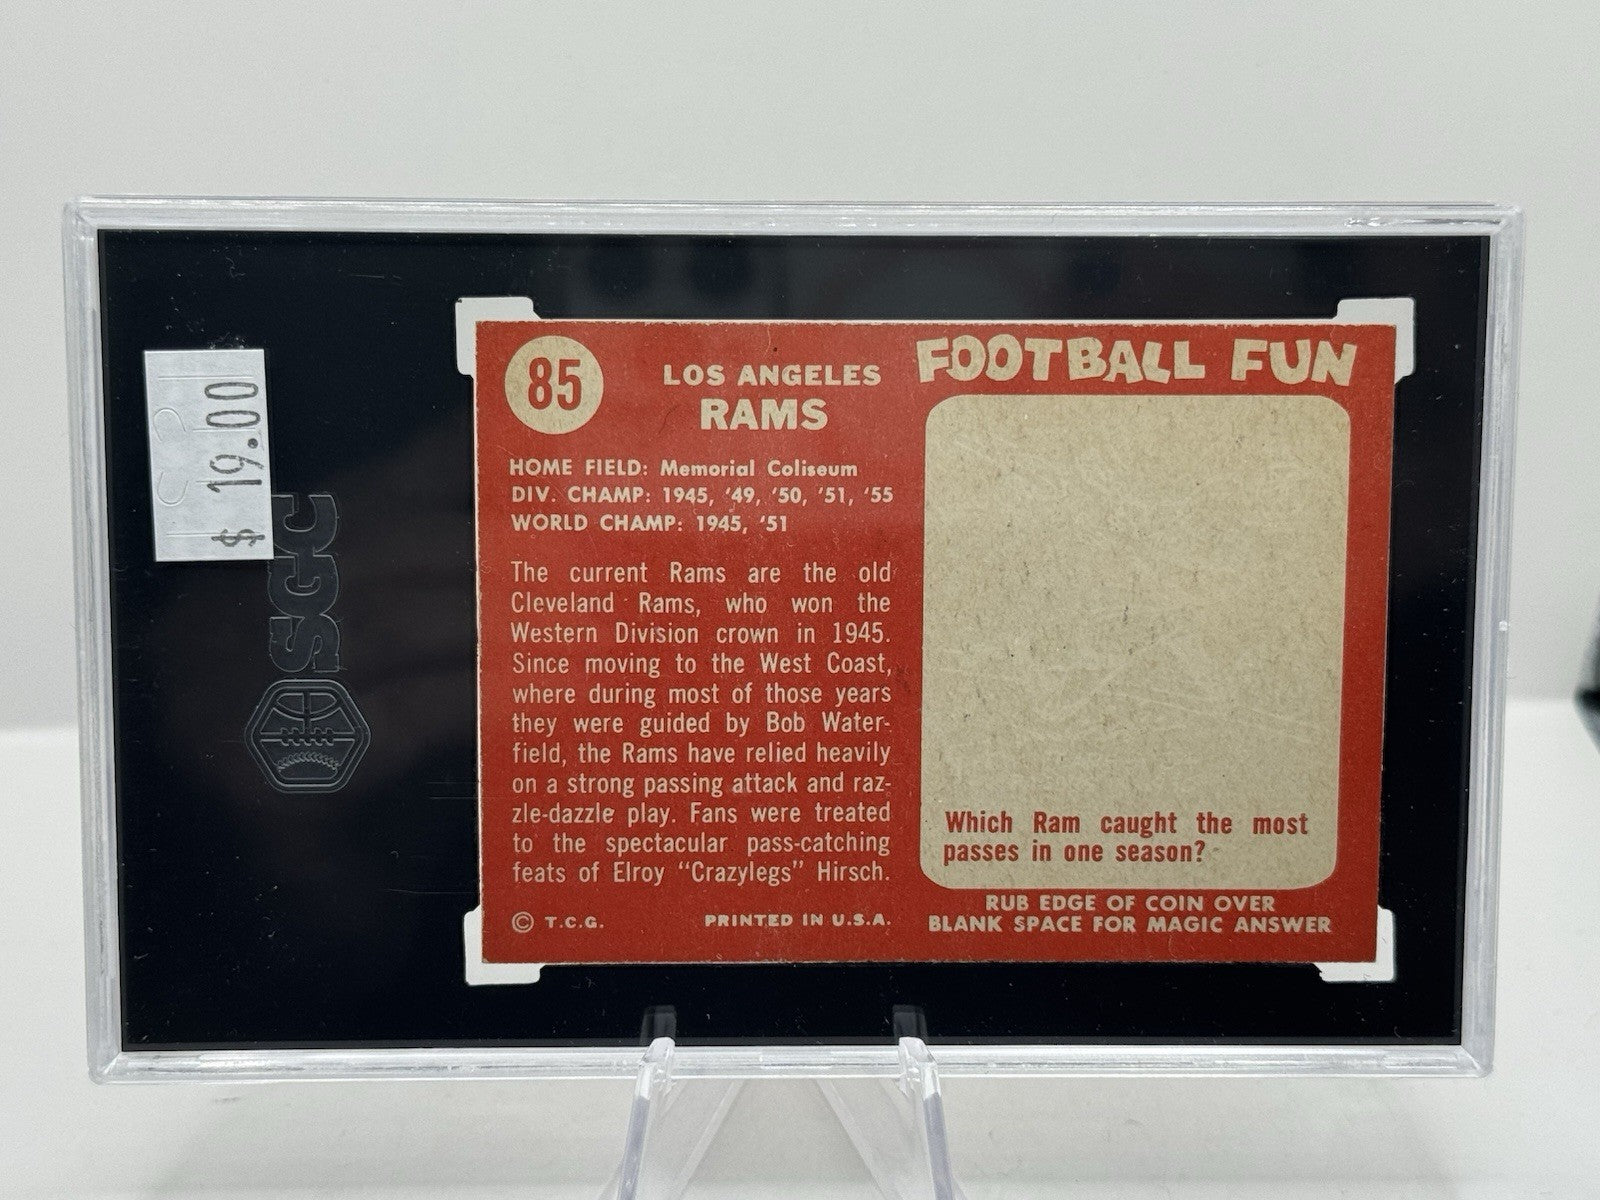 $ 19.00
SGC
85
LOS ANGELES
RAMS
HOME FIELD: Memorial Coliseum
DIV. CHAMP: 1945, '49, '50, '51, '55
WORLD CHAMP: 1945, '51
The current Rams are the old
Cleveland Rams, who won the
Western Division crown in 1945.
Since moving to the West Coast,
where during most of those years
they were guided by Bob Water-
field, the Rams have relied heavily
on a strong passing attack and raz-
zle-dazzle play. Fans were treated
to the spectacular pass-catching
feats of Elroy "Crazylegs" Hirsch.
© T.C.G. PRINTED IN U.S.A.
FOOTBALL FUN
Which Ram caught the most
passes in one season?
RUB EDGE OF COIN OVER
BLANK SPACE FOR MAGIC ANSWER